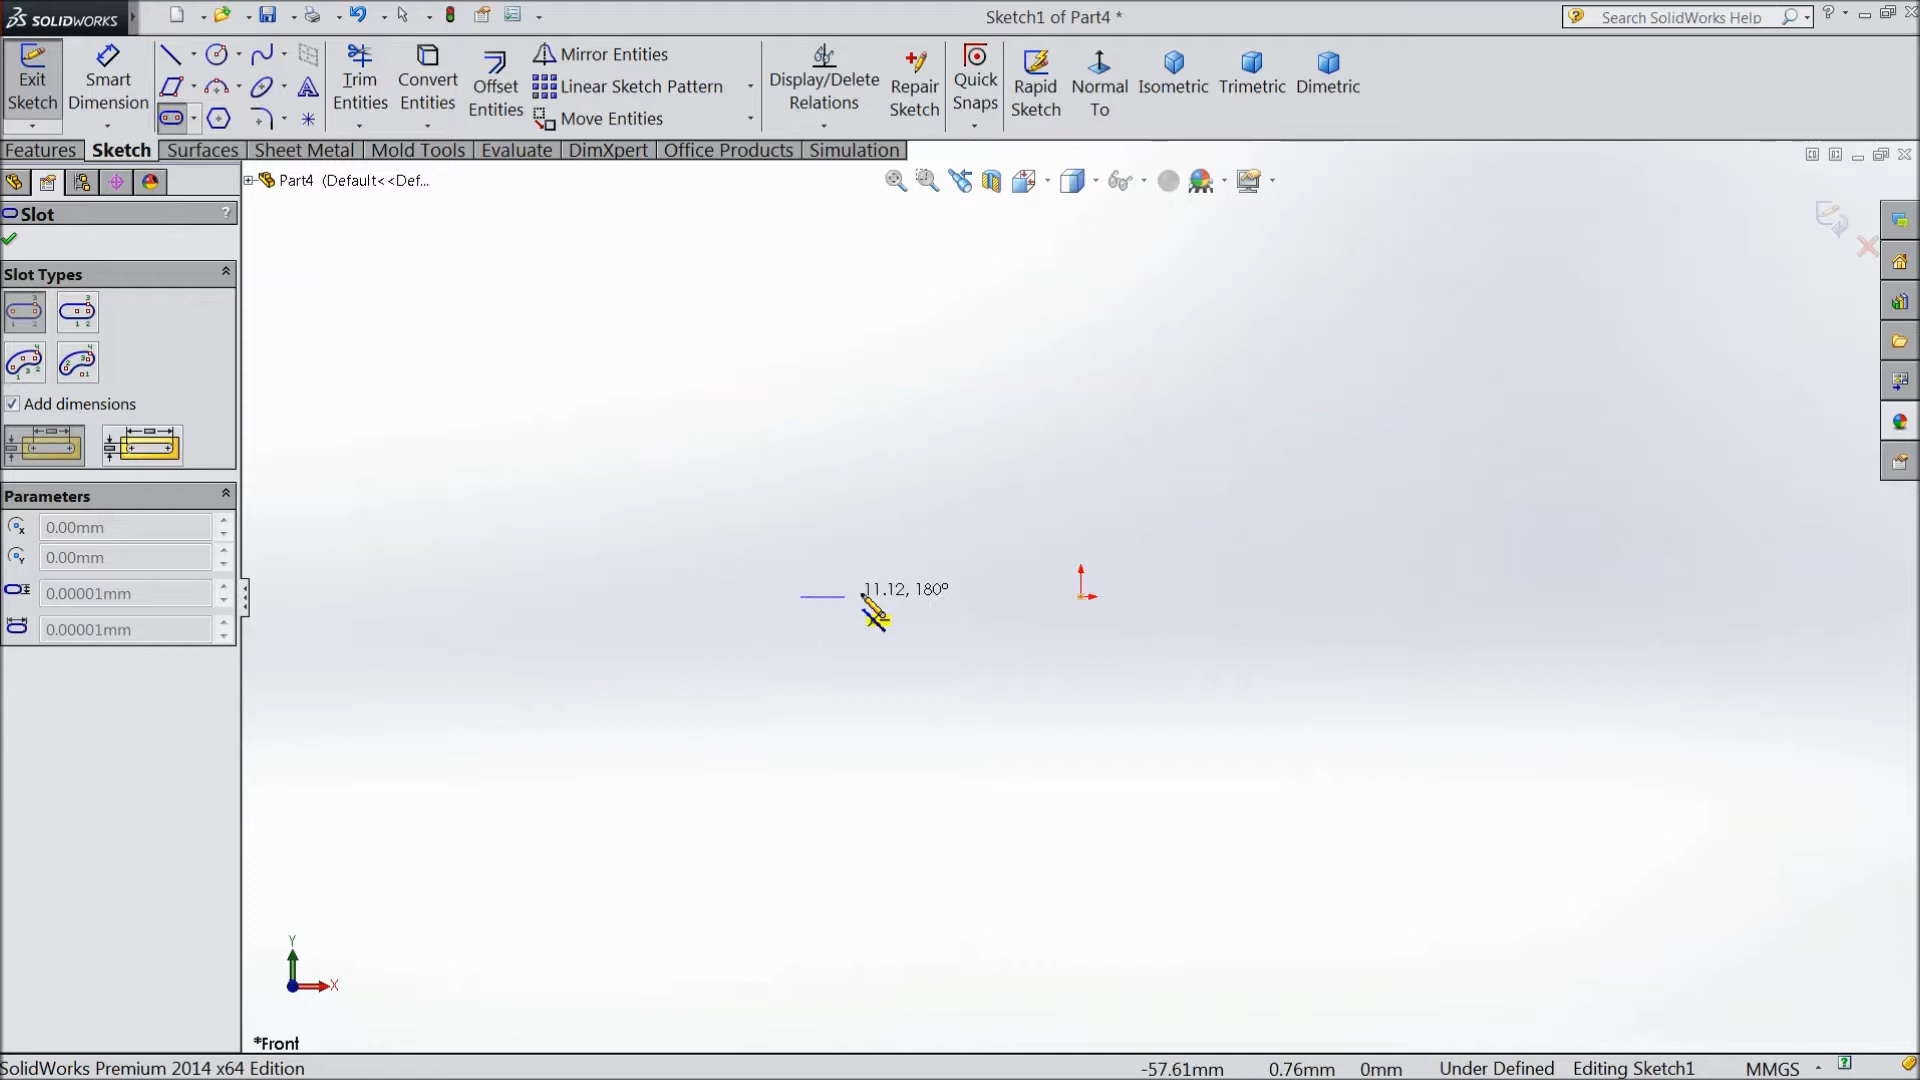 SOLIDWORKS
Sketch1 of Part4 *
Search SolidWorks Help
Exit Sketch
Smart Dimension
Trim Entities
Convert Entities
Offset Entities
Mirror Entities
Linear Sketch Pattern
Move Entities
Display/Delete Relations
Repair Sketch
Quick Snaps
Rapid Sketch
Normal To
Isometric
Trimetric
Dimetric
Features
Sketch
Surfaces
Sheet Metal
Mold Tools
Evaluate
DimXpert
Office Products
Simulation
Part4 (Default<<Def...
Slot
?
Slot Types
Add dimensions
Parameters
0.00mm
0.00mm
0.00001mm
0.00001mm
11.12, 180°
Y
X
*Front
SolidWorks Premium 2014 x64 Edition
-57.61mm
0.76mm
0mm
Under Defined
Editing Sketch1
MMGS